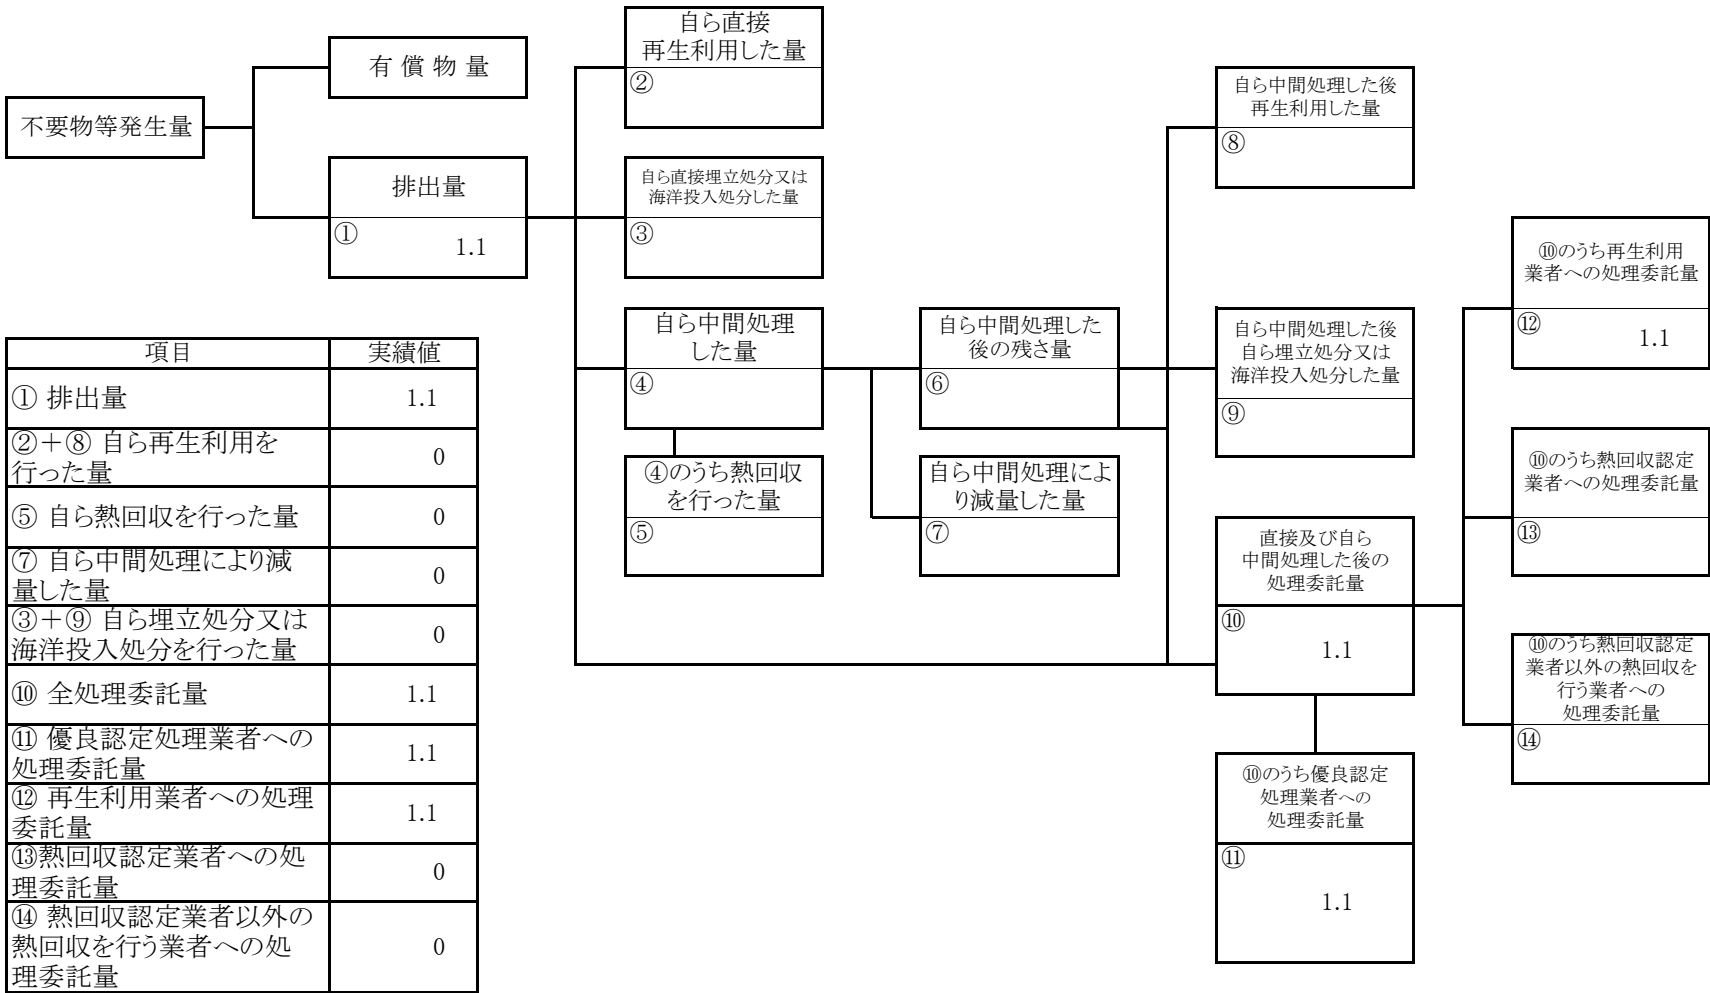 不要物等発生量
有 償 物 量
排出量
①
1.1
自ら直接
再生利用した量
②
自ら直接埋立処分又は
海洋投入処分した量
③
自ら中間処理
した量
④
④のうち熱回収
を行った量
⑤
自ら中間処理した
後の残さ量
⑥
自ら中間処理によ
り減量した量
⑦
自ら中間処理した後
再生利用した量
⑧
自ら中間処理した後
自ら埋立処分又は
海洋投入処分した量
⑨
直接及び自ら
中間処理した後の
処理委託量
⑩
1.1
⑩のうち優良認定
処理業者への
処理委託量
⑪
1.1
⑩のうち再生利用
業者への処理委託量
⑫
1.1
⑩のうち熱回収認定
業者への処理委託量
⑬
⑩のうち熱回収認定
業者以外の熱回収を
行う業者への
処理委託量
⑭
項目 実績値
① 排出量 1.1
②＋⑧ 自ら再生利用を
行った量 0
⑤ 自ら熱回収を行った量 0
⑦ 自ら中間処理により減
量した量 0
③＋⑨ 自ら埋立処分又は
海洋投入処分を行った量 0
⑩ 全処理委託量 1.1
⑪ 優良認定処理業者への
処理委託量 1.1
⑫ 再生利用業者への処理
委託量 1.1
⑬熱回収認定業者への処
理委託量 0
⑭ 熱回収認定業者以外の
熱回収を行う業者への処
理委託量 0